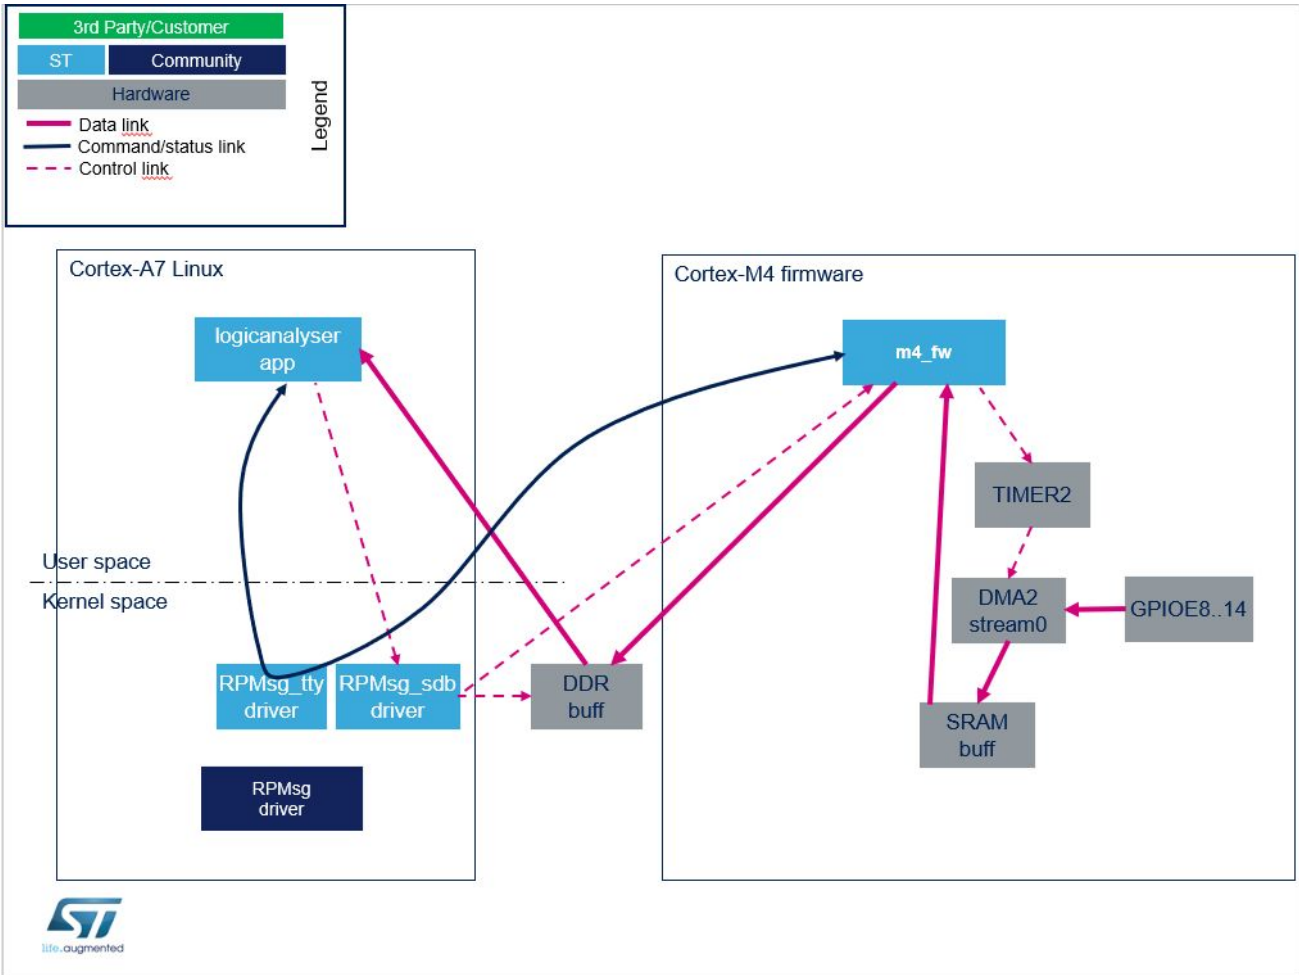 3rd Party/Customer
ST
Community
Hardware
Data link
Command/status link
Control link
Legend
Cortex-A7 Linux
logicanalyser
app
User space
Kernel space
RPMsg_tty
driver
RPMsg_sdb
driver
RPMsg
driver
DDR
buff
Cortex-M4 firmware
m4_fw
TIMER2
DMA2
stream0
GPIOE8..14
SRAM
buff
ST
life.augmented